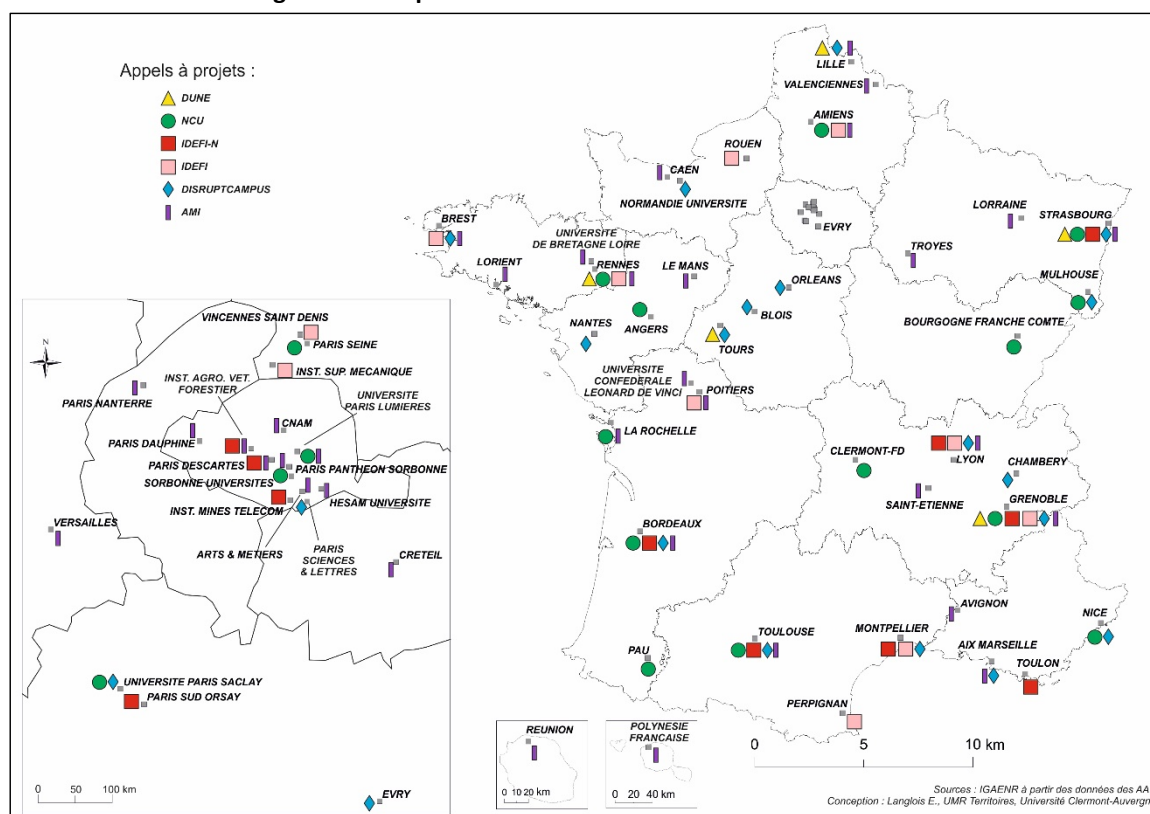 Appels à projets :
DUNE
NCU
IDEFI-N
IDEFI
DISRUPTCAMPUS
AMI
LILLE
VALENCIENNES
AMIENS
ROUEN
CAEN
NORMANDIE UNIVERSITE
EVRY
LORRAINE
STRASBOURG
TROYES
MULHOUSE
BREST
UNIVERSITE
DE BRETAGNE LOIRE
LORIENT
RENNES
LE MANS
ORLEANS
BLOIS
ANGERS
NANTES
TOURS
BOURGOGNE FRANCHE COMTE
UNIVERSITE
CONFEDERALE
LEONARD DE VINCI
POITIERS
LA ROCHELLE
CLERMONT-FD
LYON
CHAMBERY
SAINT-ETIENNE
GRENOBLE
BORDEAUX
AVIGNON
NICE
TOULOUSE
MONTPELLIER
AIX MARSEILLE
TOULON
PAU
PERPIGNAN
N
VINCENNES SAINT DENIS
PARIS SEINE
INST. SUP. MECANIQUE
INST. AGRO. VET.
FORESTIER
UNIVERSITE
PARIS LUMIERES
PARIS NANTERRE
CNAM
PARIS DAUPHINE
PARIS DESCARTES
PARIS PANTHEON SORBONNE
SORBONNE UNIVERSITES
HESAM UNIVERSITE
INST. MINES TELECOM
VERSAILLES
ARTS & METIERS
PARIS
SCIENCES
& LETTRES
CRETEIL
UNIVERSITE PARIS SACLAY
PARIS SUD ORSAY
0 50 100 km
EVRY
REUNION
0 10 20 km
POLYNESIE
FRANCAISE
0 20 40 km
0 5 10 km
Sources : IGAENR à partir des données des AA
Conception : Langlois E., UMR Territoires, Université Clermont-Auvergn